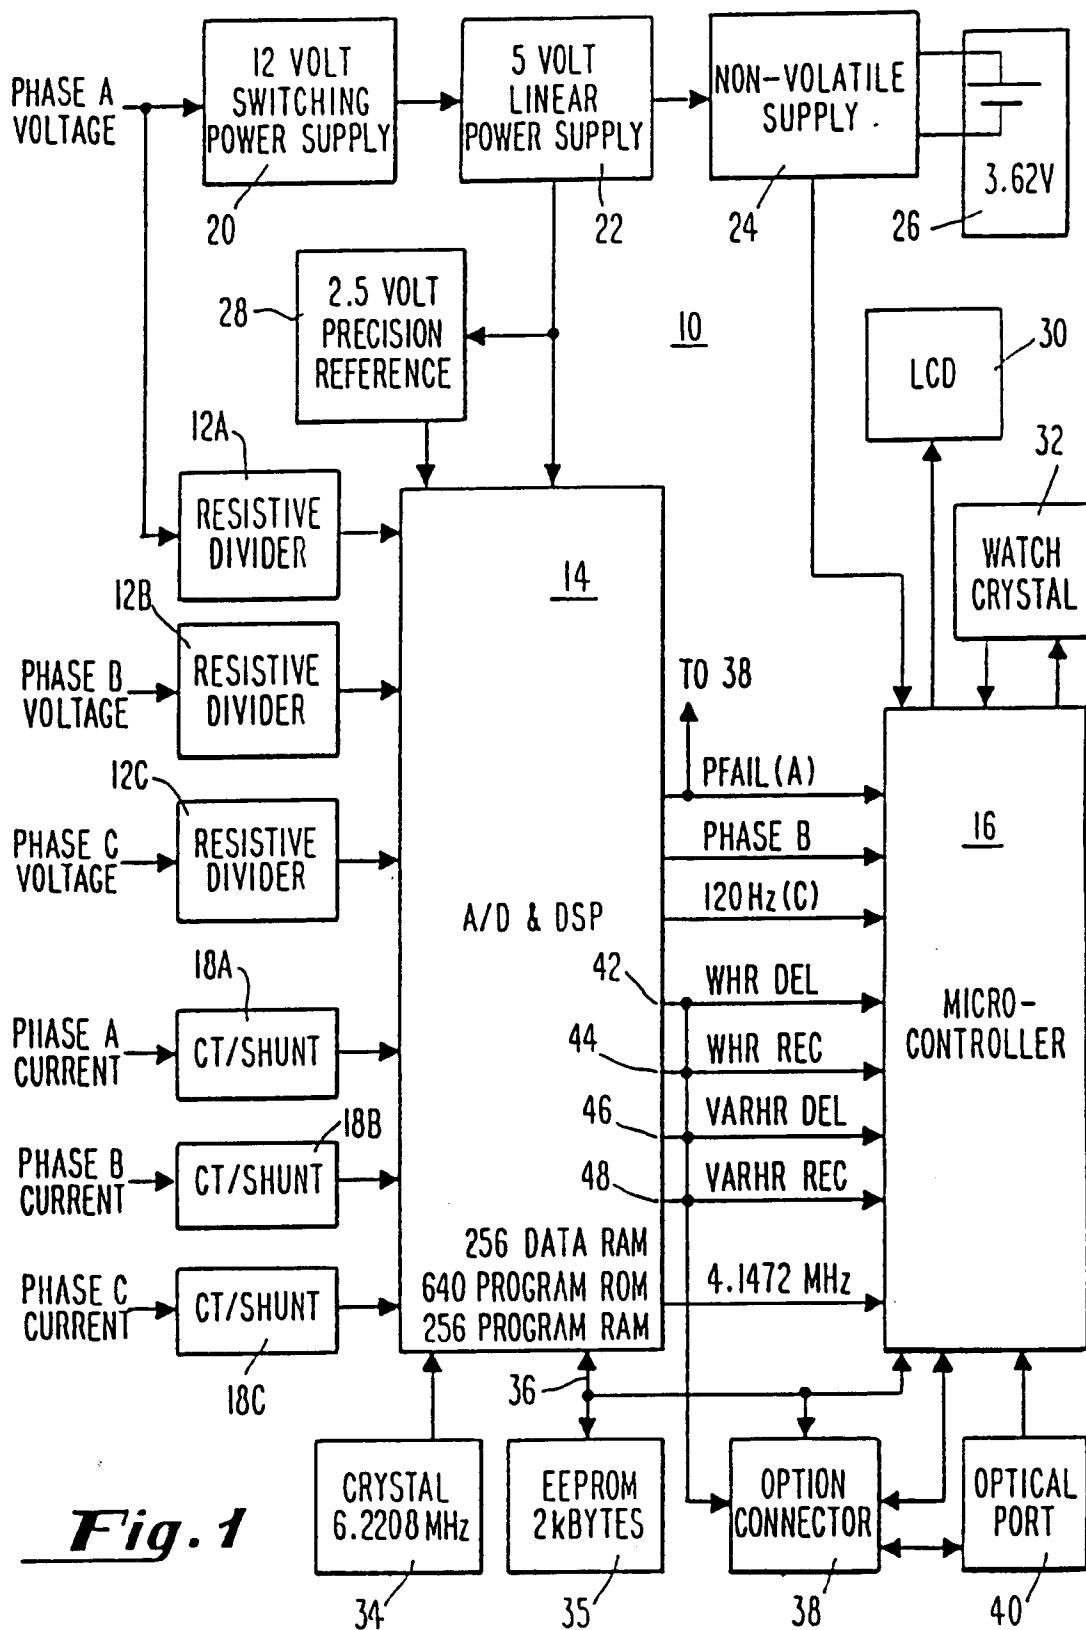 PHASE A
VOLTAGE
12 VOLT
SWITCHING
POWER SUPPLY
20
5 VOLT
LINEAR
POWER SUPPLY
22
NON-VOLATILE
SUPPLY
24
3.62V
26
28
2.5 VOLT
PRECISION
REFERENCE
10
LCD
30
12A
RESISTIVE
DIVIDER
32
WATCH
CRYSTAL
14
12B
PHASE B
VOLTAGE
RESISTIVE
DIVIDER
TO 38
12C
PHASE C
VOLTAGE
RESISTIVE
DIVIDER
PFAIL(A)
PHASE B
120Hz(C)
16
A/D & DSP
MICRO-
CONTROLLER
42
WHR DEL
44
WHR REC
46
VARHR DEL
48
VARHR REC
4.1472 MHz
18A
PHASE A
CURRENT
CT/SHUNT
18B
PHASE B
CURRENT
CT/SHUNT
PHASE C
CURRENT
CT/SHUNT
18C
256 DATA RAM
640 PROGRAM ROM
256 PROGRAM RAM
36
CRYSTAL
6.2208MHz
34
EEPROM
2kBYTES
35
OPTION
CONNECTOR
38
OPTICAL
PORT
40
Fig. 1